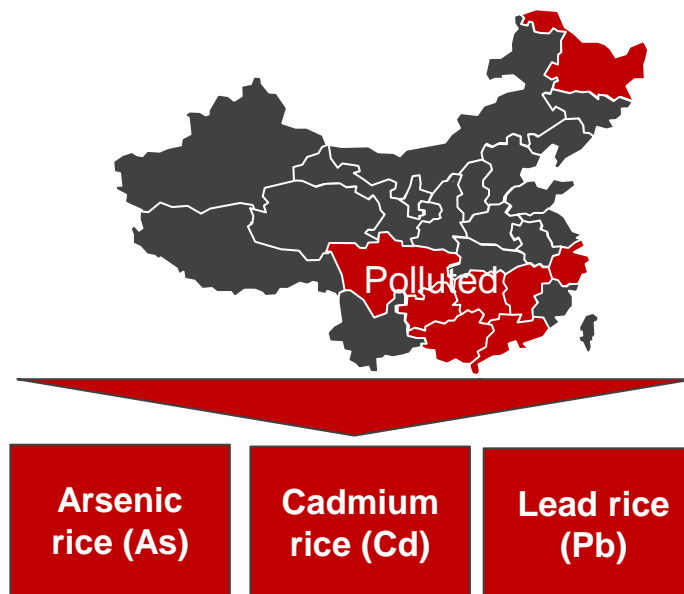 Polluted
Arsenic
rice (As)
Cadmium
rice (Cd)
Lead rice
(Pb)